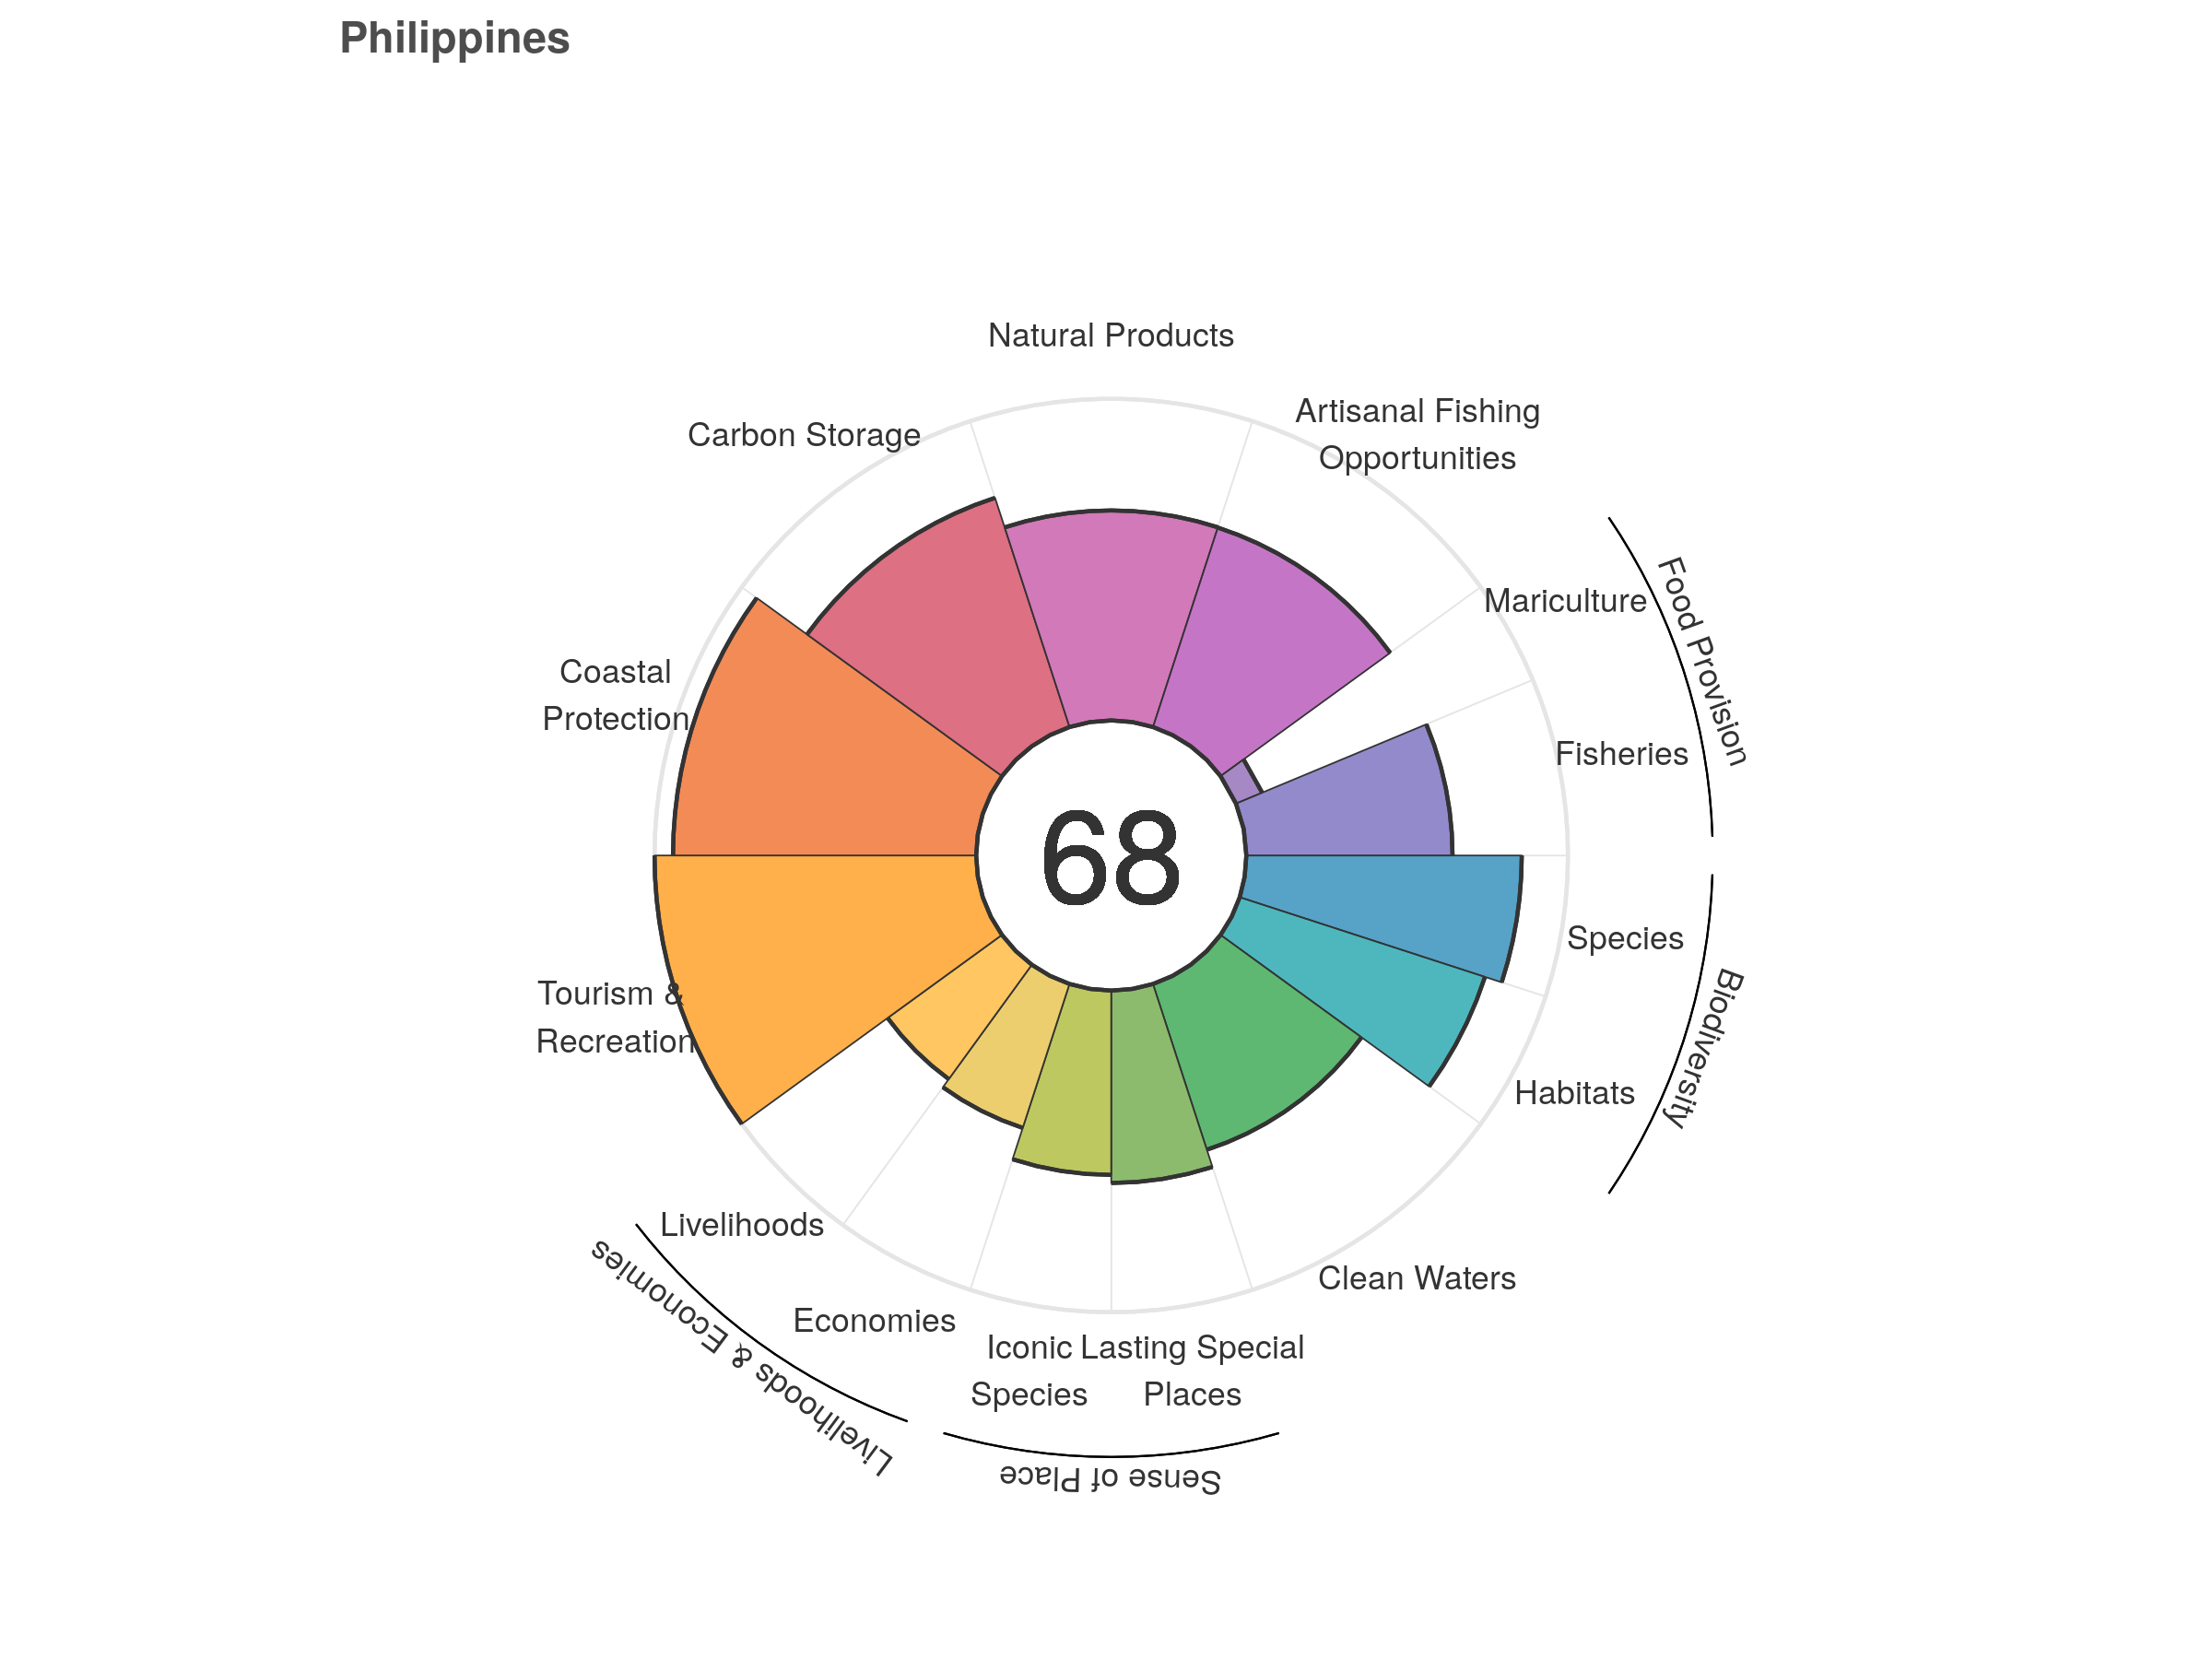 Philippines
Natural Products
Artisanal Fishing
Opportunities
Carbon Storage
Mariculture
Food Provision
Coastal
Protection
Fisheries
68
Species
Biodiversity
Tourism &
Recreation
Habitats
Livelihoods
Clean Waters
Economies
Livelihoods & Economies
Iconic
Species
Lasting Special
Places
Sense of Place